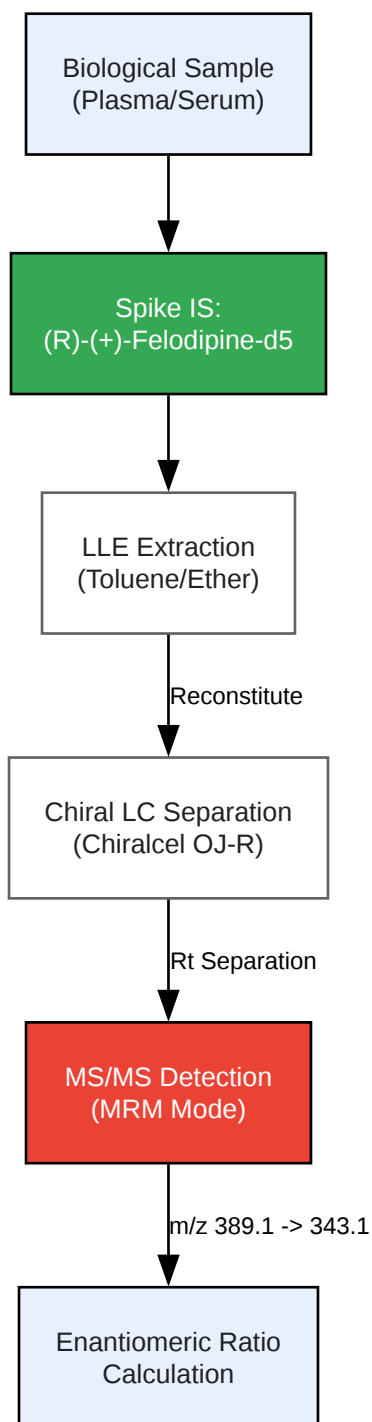 Biological Sample
(Plasma/Serum)
Spike IS:
(R)-(+)-Felodipine-d5
LLE Extraction
(Toluene/Ether)
Reconstitute
Chiral LC Separation
(Chiralcel OJ-R)
Rt Separation
MS/MS Detection
(MRM Mode)
m/z 389.1 -> 343.1
Enantiomeric Ratio
Calculation